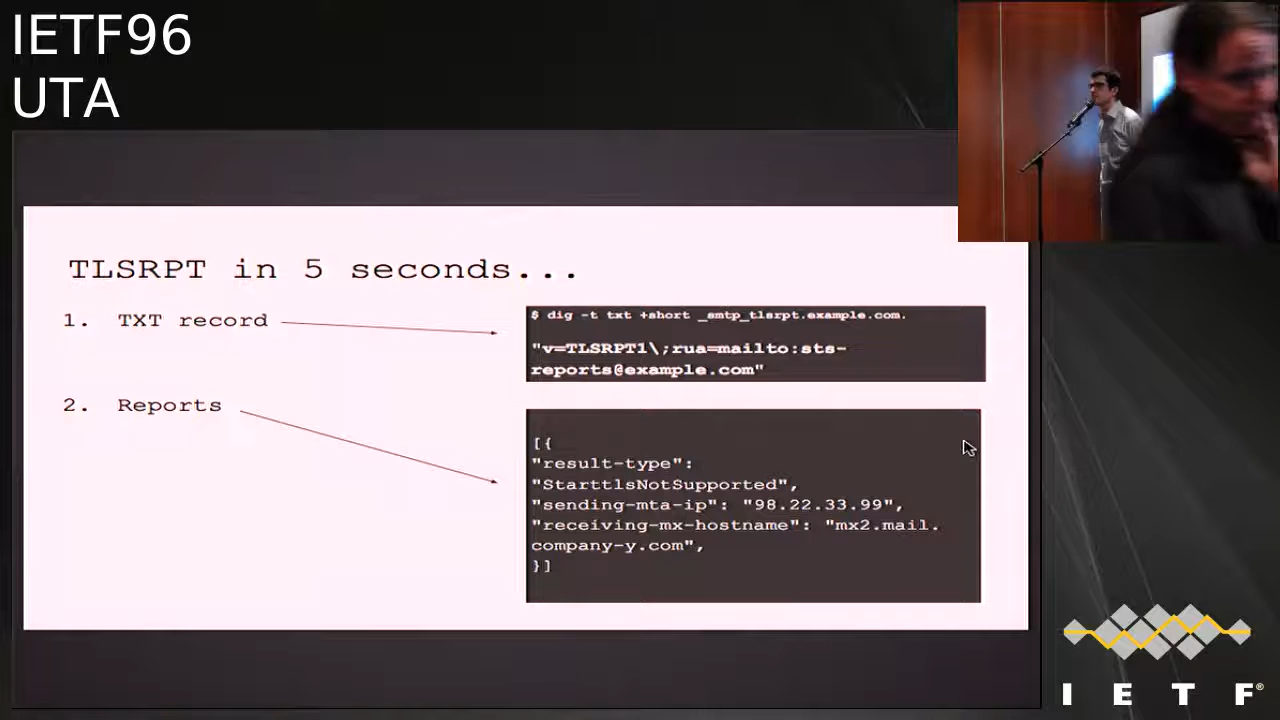 IETF96
UTA
TLSRPT in 5 seconds...
1. TXT record
$ dig -t txt +short _smtp_tlsrpt.example.com.
"v=TLSRPT1\;rua=mailto:sts-
reports@example.com"
2. Reports
[{
"result-type":
"StarttlsNotSupported",
"sending-mta-ip": "98.22.33.99",
"receiving-mx-hostname": "mx2.mail.
company-y.com",
}]
I E T F®